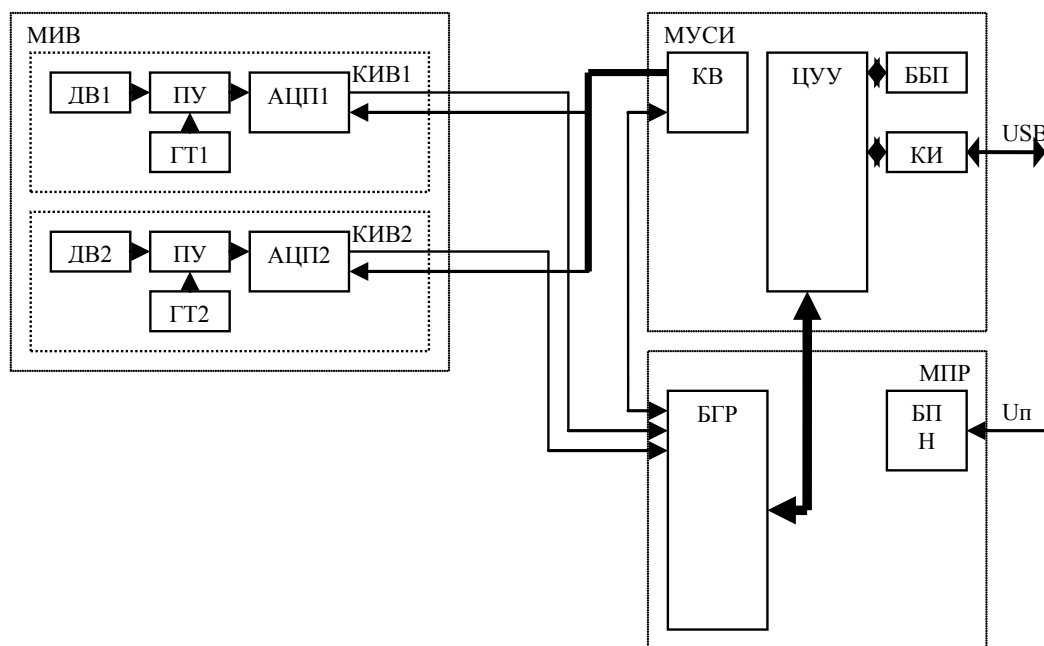 МИВ
КИВ1
ДВ1
ПУ
АЦП1
ГТ1
КИВ2
ДВ2
ПУ
АЦП2
ГТ2
МУСИ
КВ
ЦУУ
ББП
КИ
USB
МПР
БГР
БП
Н
Uп